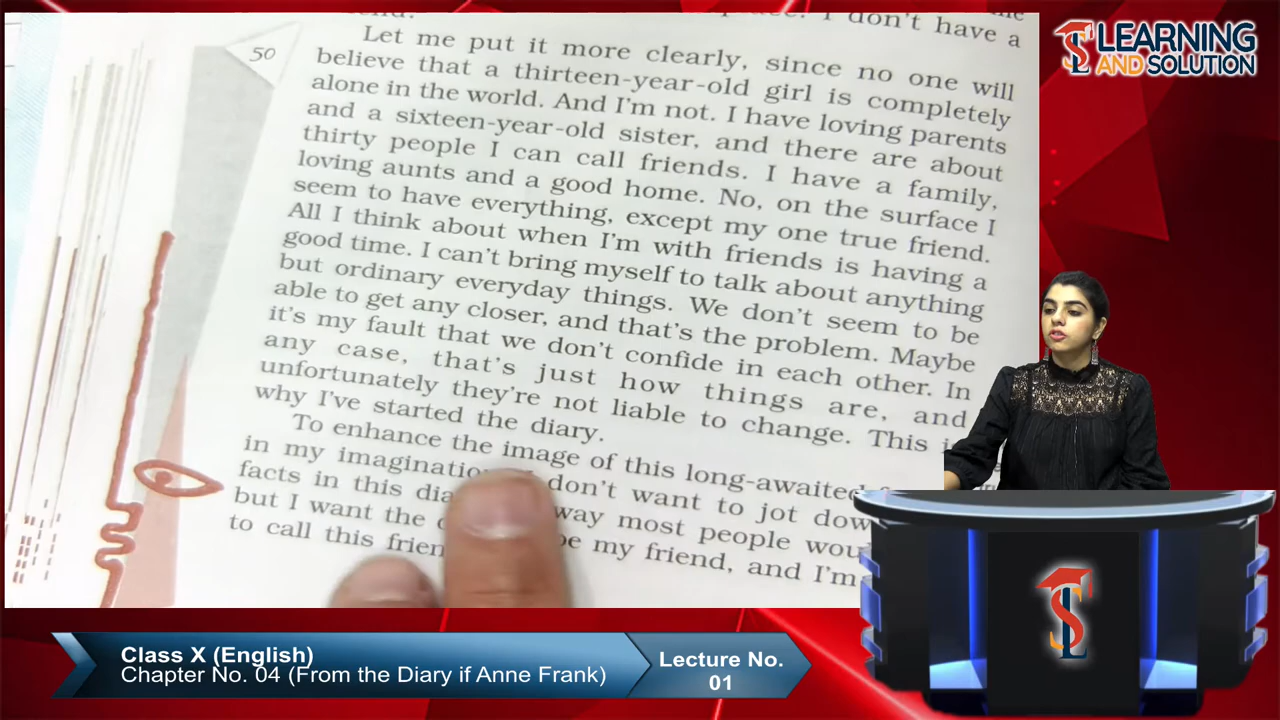 I don't have a
50
Let me put it more clearly, since no one will
believe that a thirteen-year-old girl is completely
alone in the world. And I'm not. I have loving parents
and a sixteen-year-old sister, and there are about
thirty people I can call friends. I have a family,
loving aunts and a good home. No, on the surface I
seem to have everything, except my one true friend.
All I think about when I'm with friends is having a
good time. I can't bring myself to talk about anything
but ordinary everyday things. We don't seem to be
able to get any closer, and that's the problem. Maybe
it's my fault that we don't confide in each other. In
any case, that's just how things are, and
unfortunately they're not liable to change. This
why I've started the diary.
To enhance the image of this long-awaited
in my don't want to jot
facts in this way most people
but I want the my friend, and I'm
to call this
LEARNING
AND SOLUTION
Class X (English)
Chapter No. 04 (From the Diary if Anne Frank)
Lecture No.
01